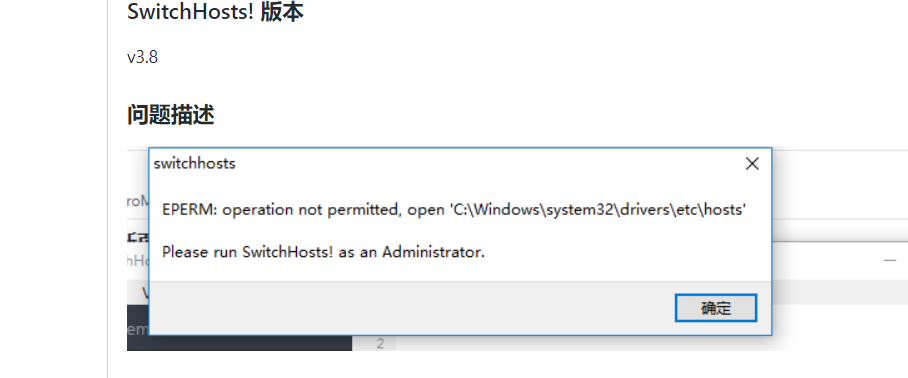 SwitchHosts! 版本
v3.8
问题描述
switchhosts
EPERM: operation not permitted, open 'C:\Windows\system32\drivers\etc\hosts'
Please run SwitchHosts! as an Administrator.
确定
2